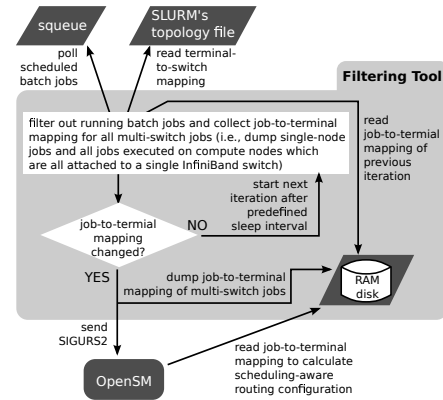 squeue
SLURM's
topology file
poll
scheduled
batch jobs
read terminal-
to-switch
mapping
Filtering Tool
filter out running batch jobs and collect job-to-terminal
mapping for all multi-switch jobs (i.e., dump single-node
jobs and all jobs executed on compute nodes which
are all attached to a single InfiniBand switch)
read
job-to-termial
mapping of
previous
iteration
start next
iteration after
predefined
sleep interval
job-to-termial
mapping
changed?
NO
YES
dump job-to-terminal
mapping of multi-switch jobs
RAM
disk
send
SIGURS2
OpenSM
read job-to-terminal
mapping to calculate
scheduling-aware
routing configuration